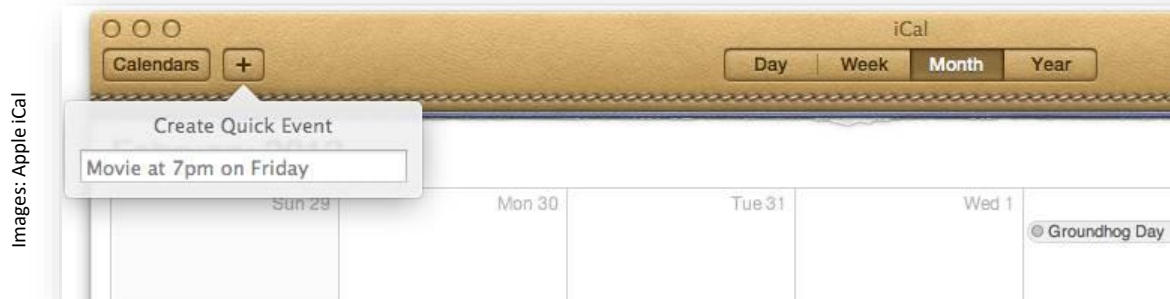 Images: Apple iCal
iCal
Calendars + Day Week Month Year
Create Quick Event
Movie at 7pm on Friday
Sun 29 Mon 30 Tue 31 Wed 1
Groundhog Day